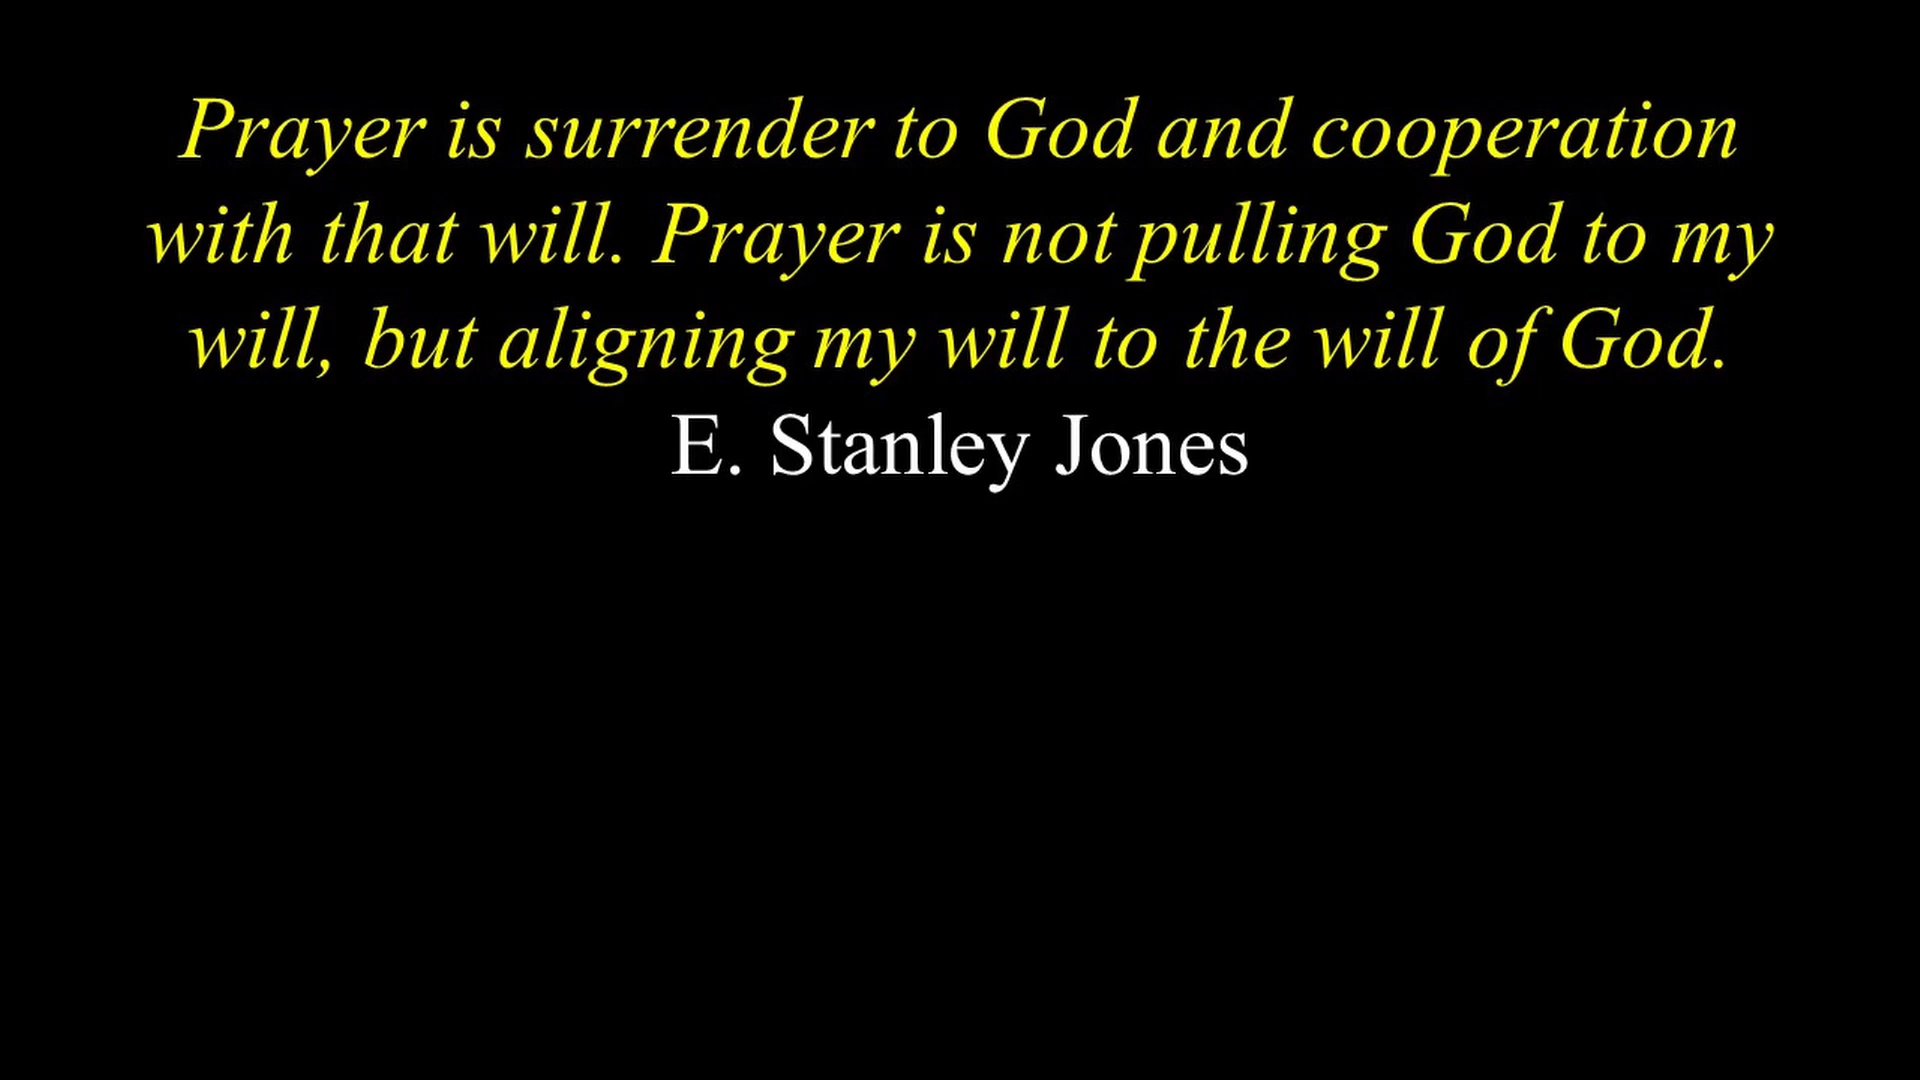 Prayer is surrender to God and cooperation
with that will. Prayer is not pulling God to my
will, but aligning my will to the will of God.
E. Stanley Jones